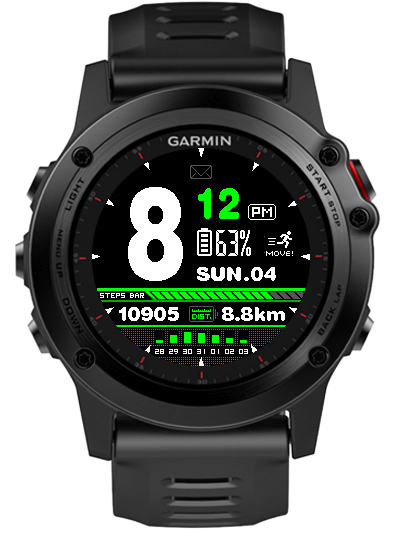 GARMIN
LIGHT
START STOP
8
12 PM
63%
MOVE!
SUN.04
MENU UP
DOWN
BACK LAP
STEPS BAR
10905 DIST. 8.8km
28 29 30 31 01 02 03